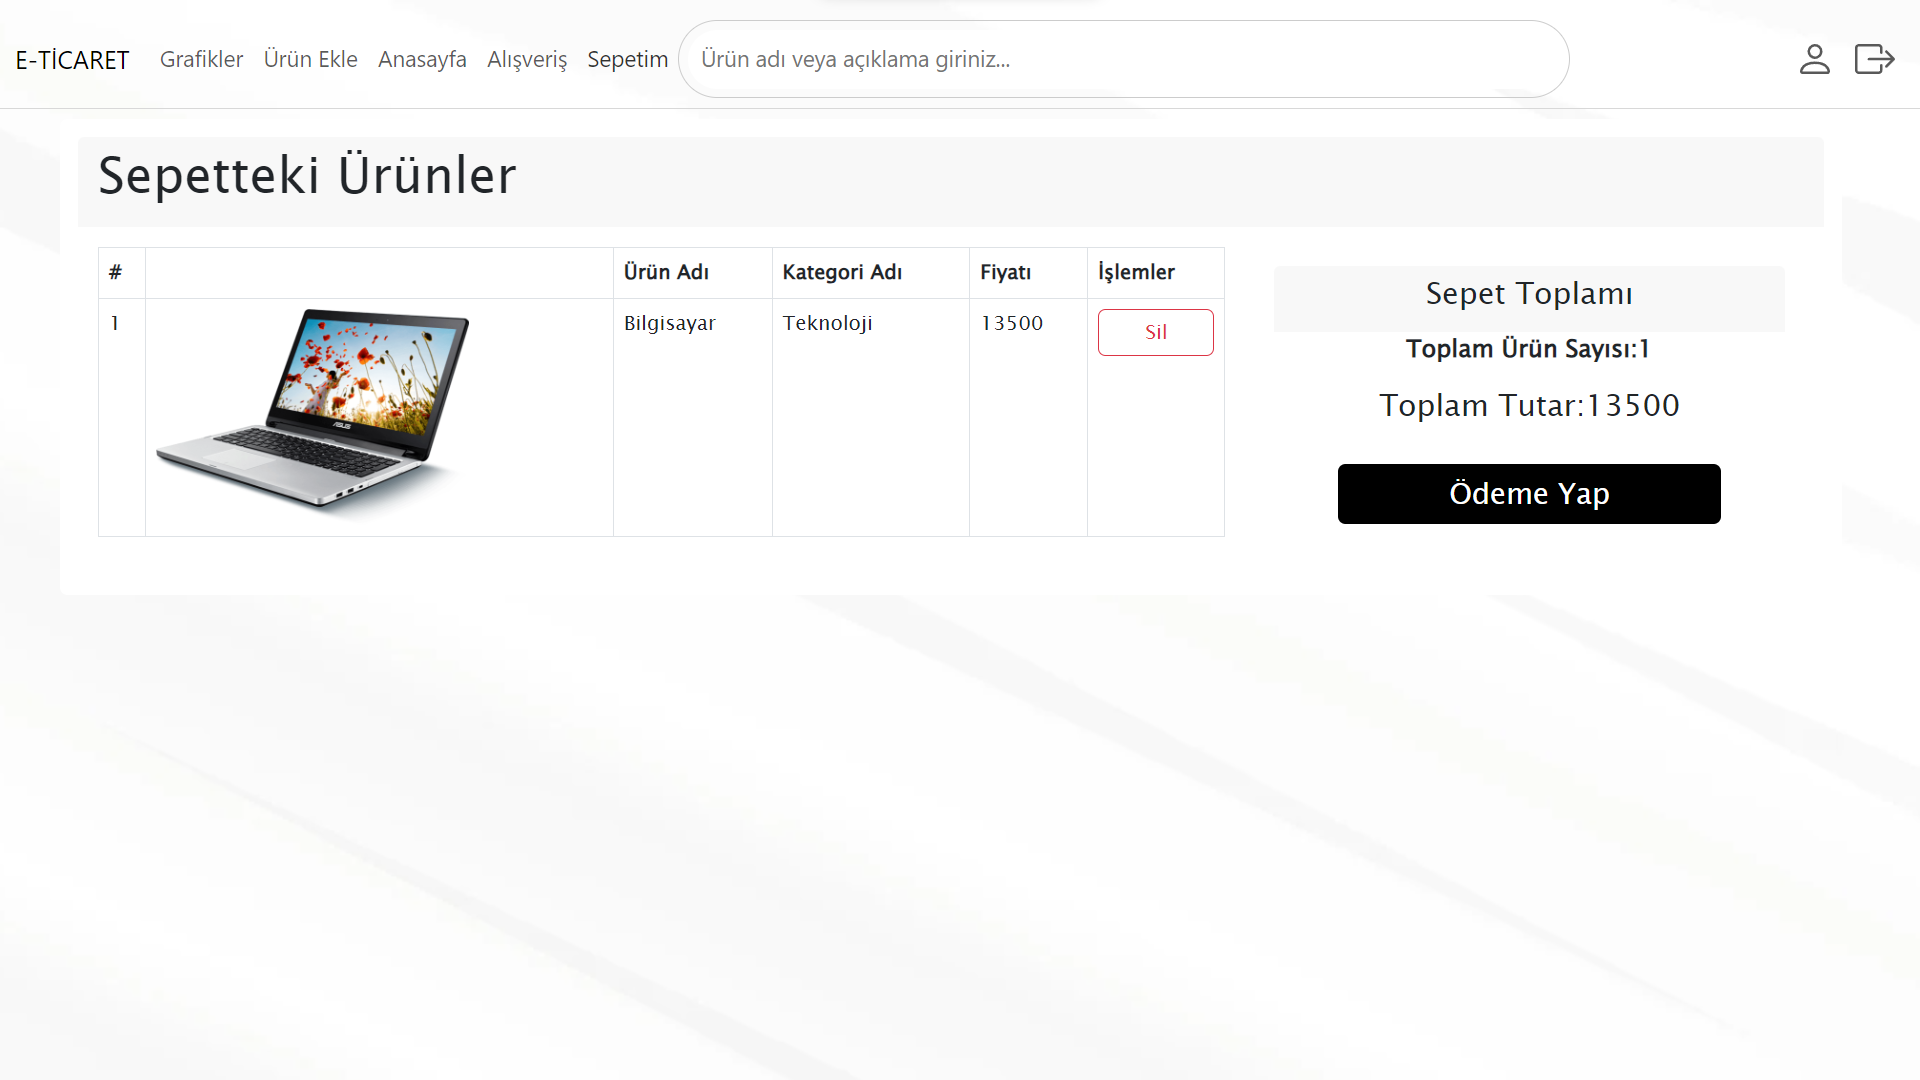 E-TİCARET Grafikler Ürün Ekle Anasayfa Alışveriş Sepetim Ürün adı veya açıklama giriniz...
Sepetteki Ürünler
# Ürün Adı Kategori Adı Fiyatı İşlemler
1 Bilgisayar Teknoloji 13500 Sil
ASUS
Sepet Toplamı
Toplam Ürün Sayısı:1
Toplam Tutar:13500
Ödeme Yap